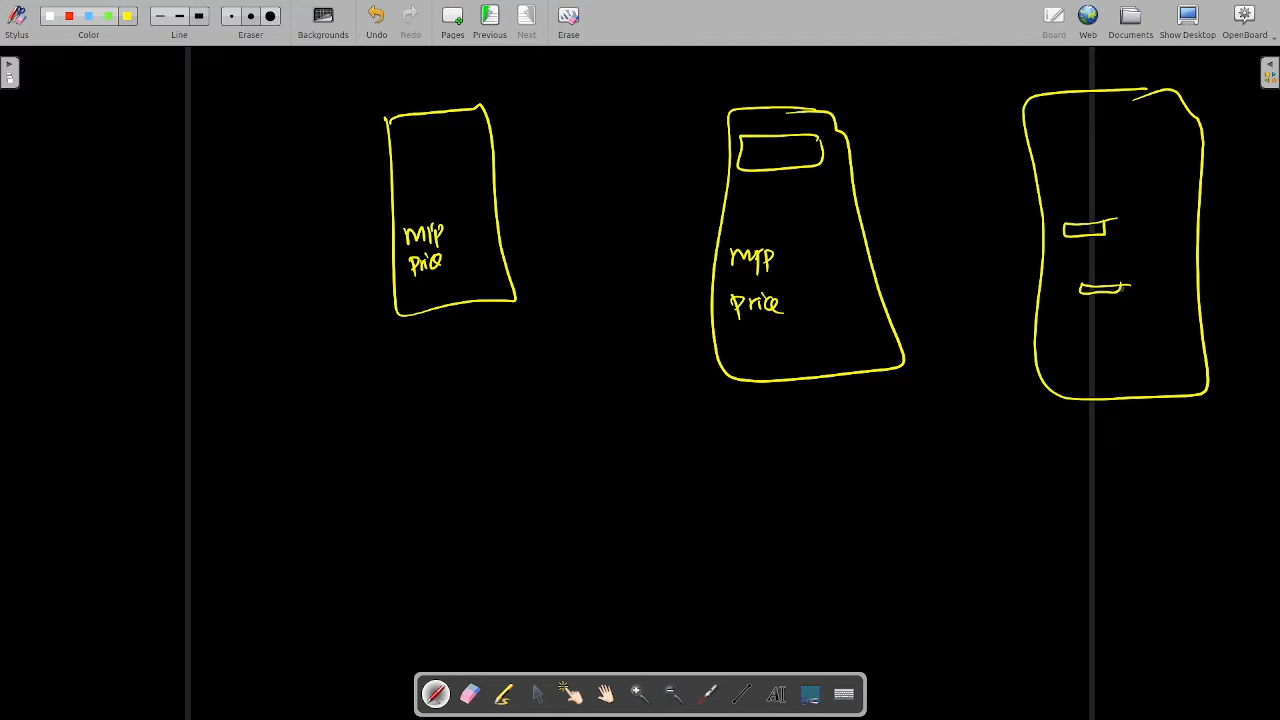 Stylus
Color
Line
Eraser
Backgrounds
Undo
Redo
Pages
Previous
Next
Erase
Board
Web
Documents
Show Desktop
OpenBoard
mrp
price
mrp
price
AI